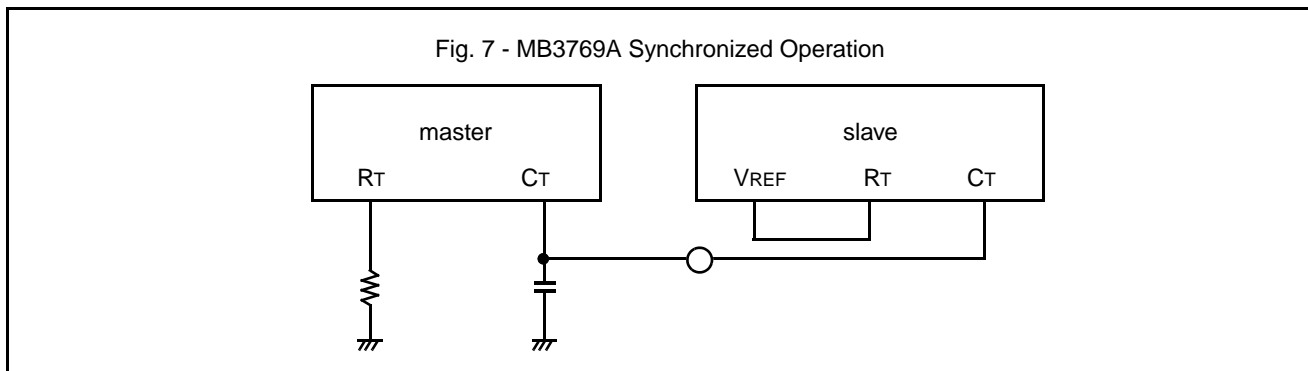 Fig. 7 - MB3769A Synchronized Operation
master
slave
RT
CT
VREF
RT
CT